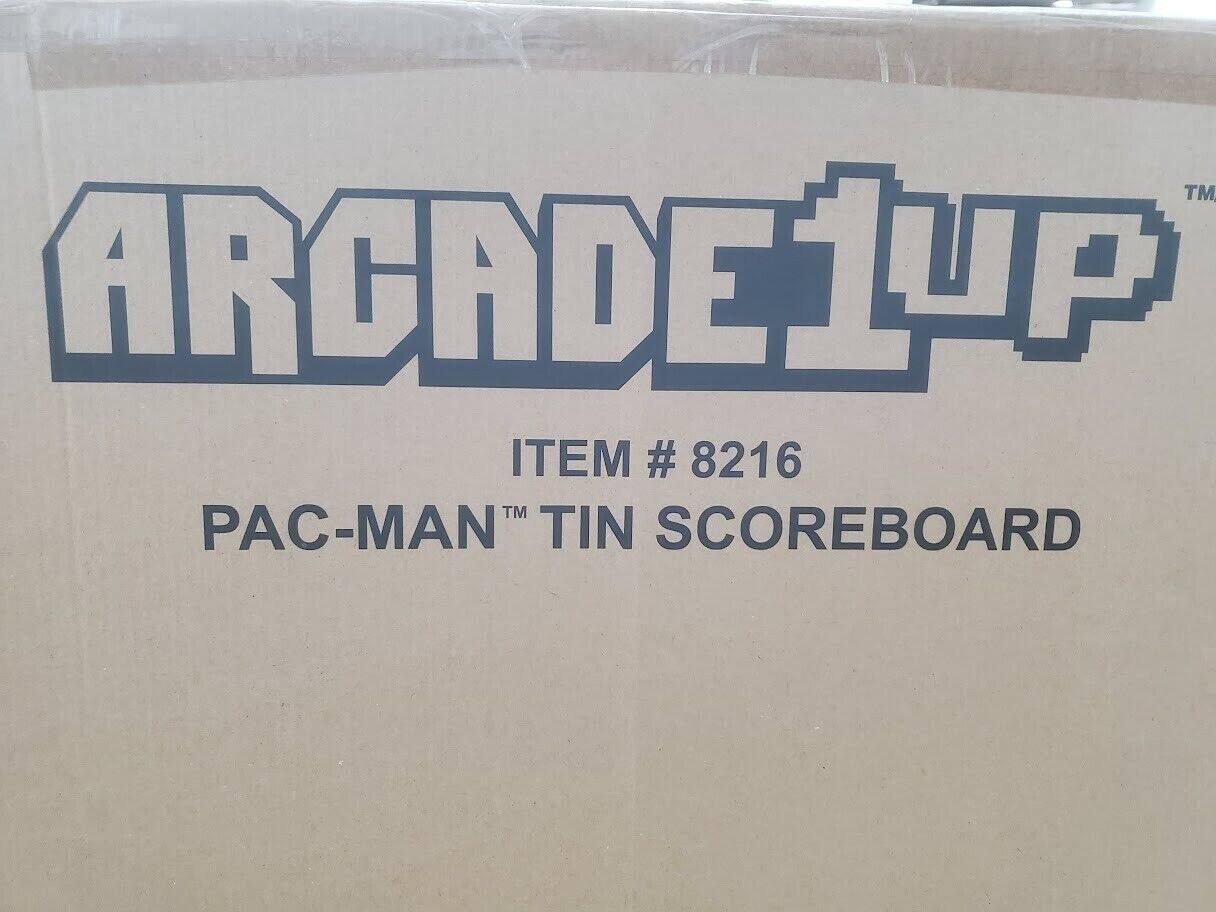 ARCADE1UP™
ITEM # 8216
PAC-MAN™ TIN SCOREBOARD